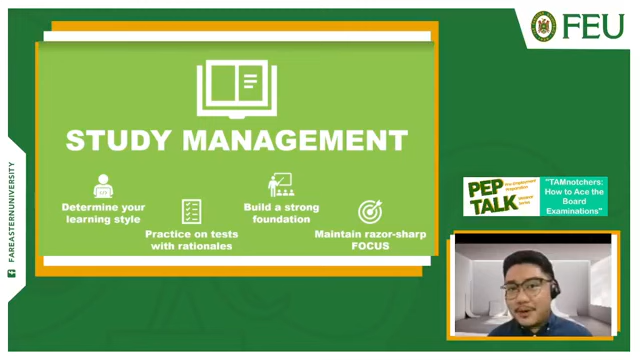 FEU
STUDY MANAGEMENT
Determine your
learning style
Practice on tests
with rationales
Build a strong
foundation
Maintain razor-sharp
FOCUS
FAREASTERNUNIVERSITY
PEP
TALK
"TAMnotchers:
How to Ace the
Board
Examinations"